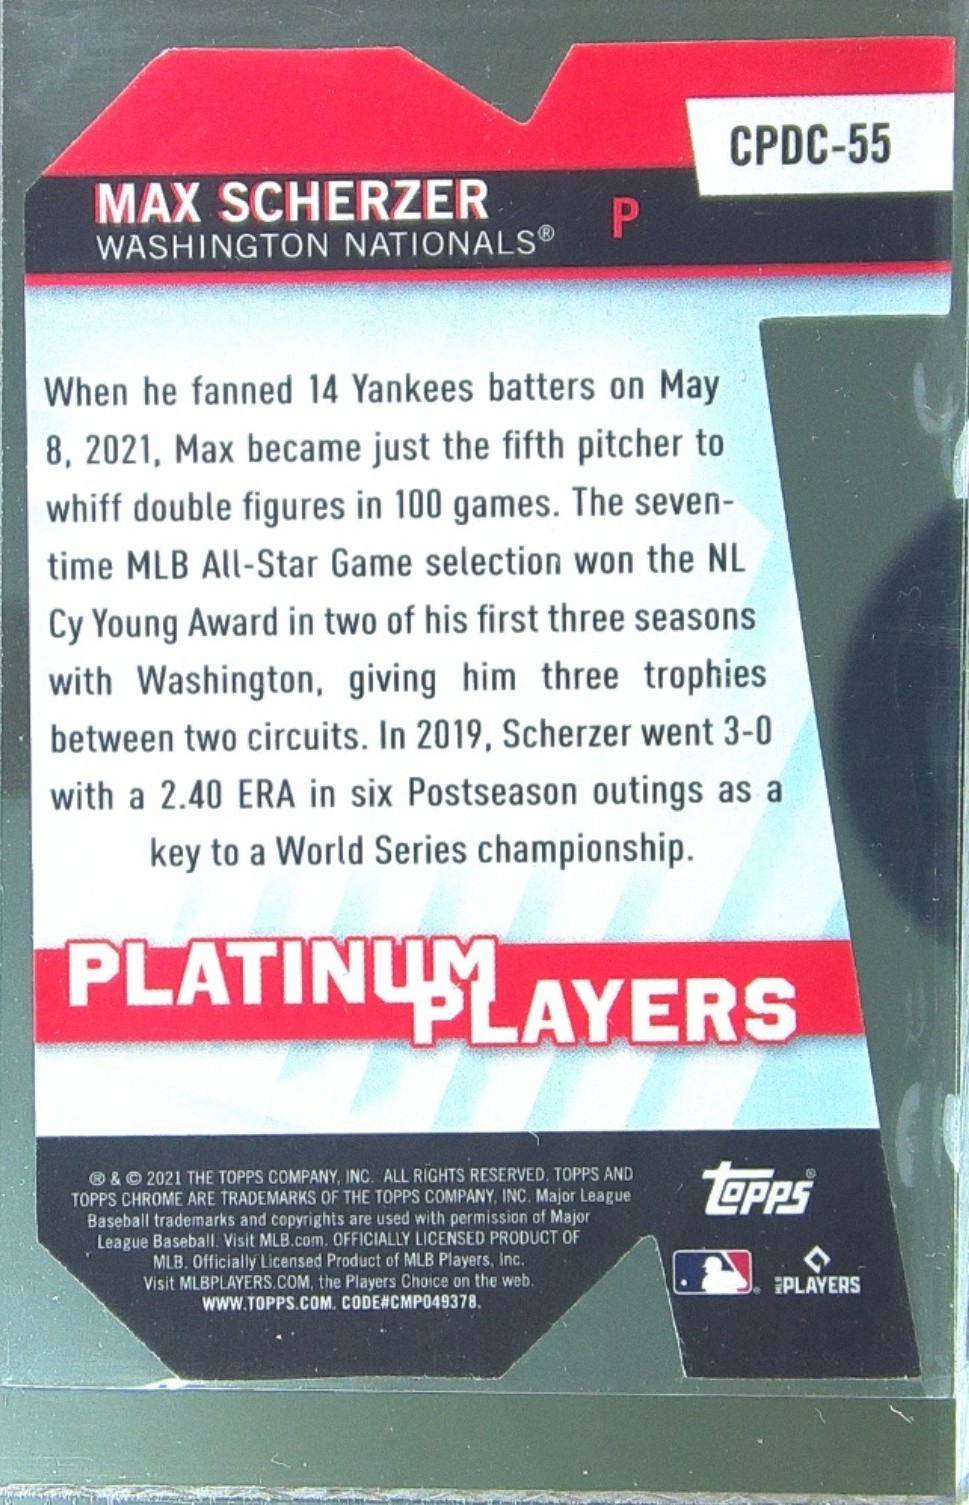 CPDC-55
MAX SCHERZER
P
WASHINGTON NATIONALS®
When he fanned 14 Yankees batters on May
8, 2021, Max became just the fifth pitcher to
whiff double figures in 100 games. The seven-
time MLB All-Star Game selection won the NL
Cy Young Award in two of his first three seasons
with Washington, giving him three trophies
between two circuits. In 2019, Scherzer went 3-0
with a 2.40 ERA in six Postseason outings as a
key to a World Series championship.
PLATINUM
PLAYERS
® & © 2021 THE TOPPS COMPANY, INC. ALL RIGHTS RESERVED. TOPPS AND
TOPPS CHROME ARE TRADEMARKS OF THE TOPPS COMPANY, INC. Major League
Baseball trademarks and copyrights are used with permission of Major
League Baseball. Visit MLB.com. OFFICIALLY LICENSED PRODUCT OF
MLB. Officially Licensed Product of MLB Players, Inc.
Visit MLBPLAYERS.COM, the Players Choice on the web.
WWW.TOPPS.COM. CODE#CMP049378.
topps®
MLB PLAYERS